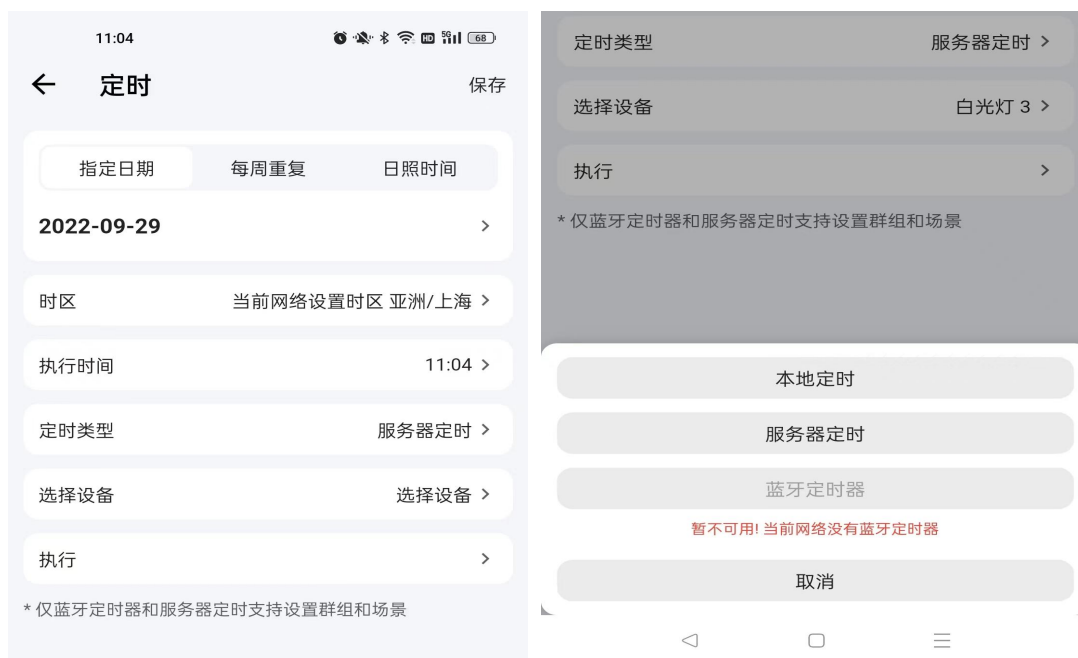 11:04
HD 5G 68
定时
保存
指定日期 每周重复 日照时间
2022-09-29
时区 当前网络设置时区 亚洲/上海
执行时间 11:04
定时类型 服务器定时
选择设备 选择设备
执行
* 仅蓝牙定时器和服务器定时支持设置群组和场景
定时类型 服务器定时
选择设备 白光灯 3
执行
* 仅蓝牙定时器和服务器定时支持设置群组和场景
本地定时
服务器定时
蓝牙定时器
暂不可用! 当前网络没有蓝牙定时器
取消